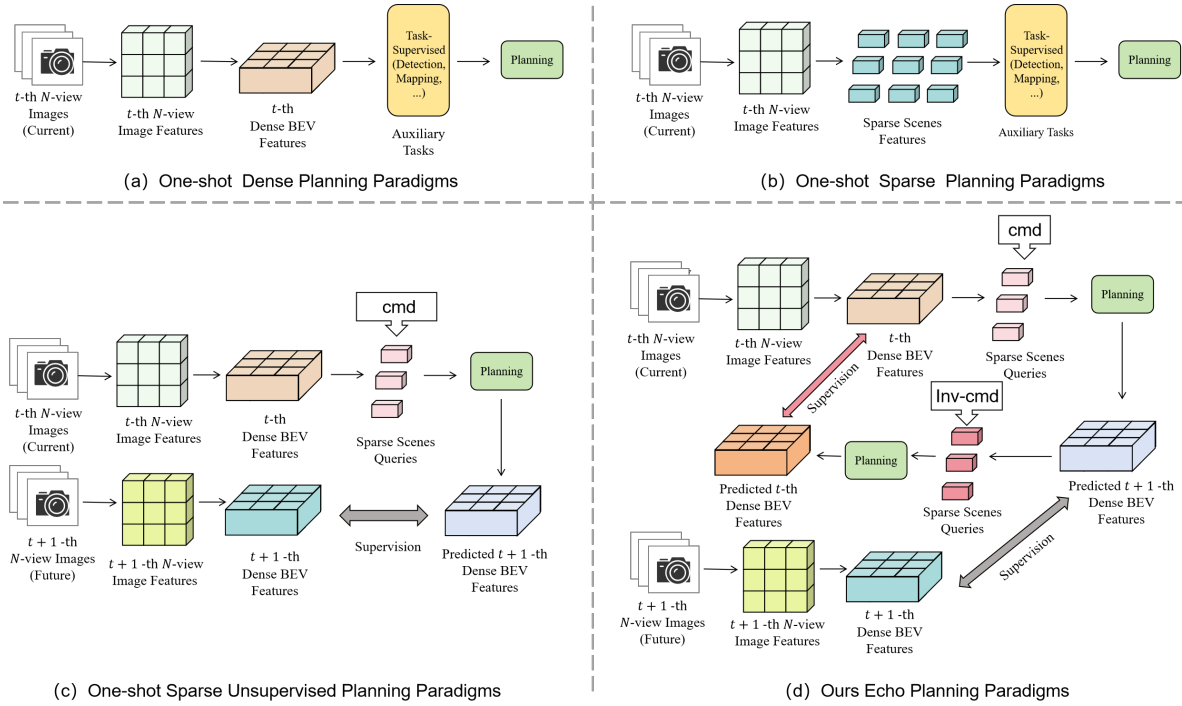 t-th N-view
Images
(Current)
t-th N-view
Image Features
t-th
Dense BEV
Features
Task-
Supervised
(Detection,
Mapping,
...)
Auxiliary
Tasks
Planning
(a) One-shot Dense Planning Paradigms
t-th N-view
Images
(Current)
t-th N-view
Image Features
Sparse Scenes
Features
Task-
Supervised
(Detection,
Mapping,
...)
Auxiliary Tasks
Planning
(b) One-shot Sparse Planning Paradigms
cmd
t-th N-view
Images
(Current)
t-th N-view
Image Features
t-th
Dense BEV
Features
Sparse Scenes
Queries
Planning
t + 1 -th
N-view Images
(Future)
t + 1 -th N-view
Image Features
t + 1 -th
Dense BEV
Features
Supervision
Predicted t + 1 -th
Dense BEV
Features
(c) One-shot Sparse Unsupervised Planning Paradigms
cmd
t-th N-view
Images
(Current)
t-th N-view
Image Features
t-th
Dense BEV
Features
Sparse Scenes
Queries
Planning
Supervision
Inv-cmd
Predicted t-th
Dense BEV
Features
Planning
Sparse Scenes
Queries
Predicted t + 1 -th
Dense BEV
Features
Supervision
t + 1 -th
N-view Images
(Future)
t + 1 -th N-view
Image Features
t + 1 -th
Dense BEV
Features
(d) Ours Echo Planning Paradigms